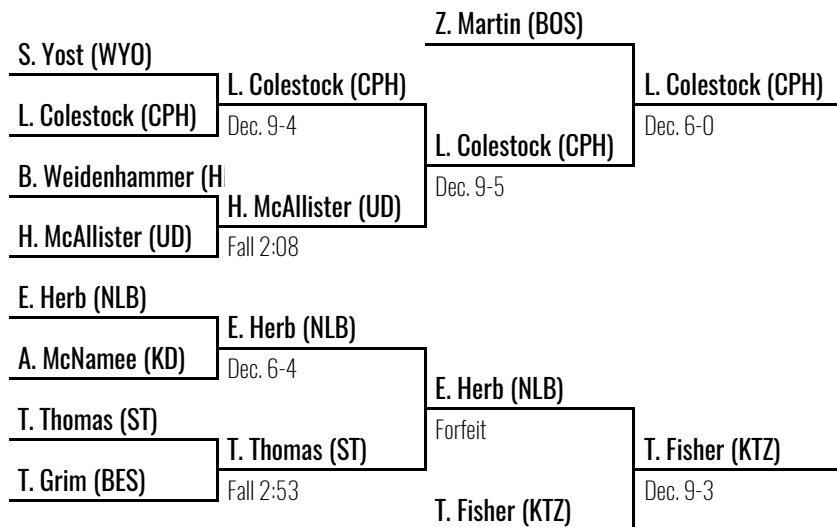 Z. Martin (BOS)
S. Yost (WYO)
L. Colestock (CPH)
L. Colestock (CPH)
L. Colestock (CPH)
Dec. 9-4
Dec. 6-0
L. Colestock (CPH)
B. Weidenhammer (H
Dec. 9-5
H. McAllister (UD)
H. McAllister (UD)
Fall 2:08
E. Herb (NLB)
E. Herb (NLB)
A. McNamee (KD)
Dec. 6-4
E. Herb (NLB)
T. Thomas (ST)
Forfeit
T. Thomas (ST)
T. Fisher (KTZ)
T. Grim (BES)
Fall 2:53
Dec. 9-3
T. Fisher (KTZ)